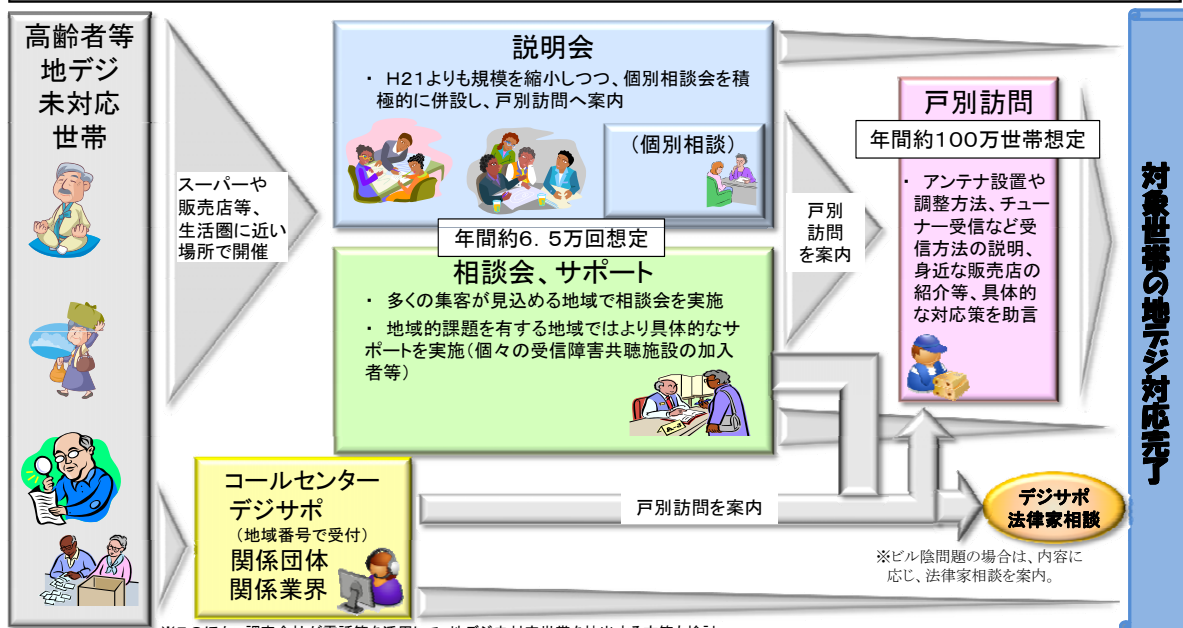 高齢者等
地デジ
未対応
世帯
スーパーや
販売店等、
生活圏に近い
場所で開催
説明会
・ H21よりも規模を縮小しつつ、個別相談会を積
極的に併設し、戸別訪問へ案内
(個別相談)
年間約6.5万回想定
相談会、サポート
・ 多くの集客が見込める地域で相談会を実施
・ 地域的課題を有する地域ではより具体的なサ
ポートを実施(個々の受信障害共聴施設の加入
者等)
戸別
訪問
を案内
戸別訪問
年間約100万世帯想定
・ アンテナ設置や
調整方法、チュー
ナー受信など受
信方法の説明、
身近な販売店の
紹介等、具体的
な対応策を助言
対象世帯の地デジ対応完了
コールセンター
デジサポ
(地域番号で受付)
関係団体
関係業界
戸別訪問を案内
デジサポ
法律家相談
※ビル陰問題の場合は、内容に
応じ、法律家相談を案内。